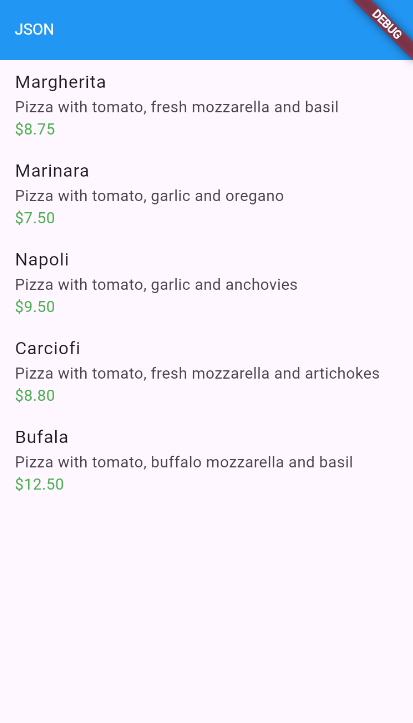 JSON
DEBUG
Margherita
Pizza with tomato, fresh mozzarella and basil
$8.75
Marinara
Pizza with tomato, garlic and oregano
$7.50
Napoli
Pizza with tomato, garlic and anchovies
$9.50
Carciofi
Pizza with tomato, fresh mozzarella and artichokes
$8.80
Bufala
Pizza with tomato, buffalo mozzarella and basil
$12.50